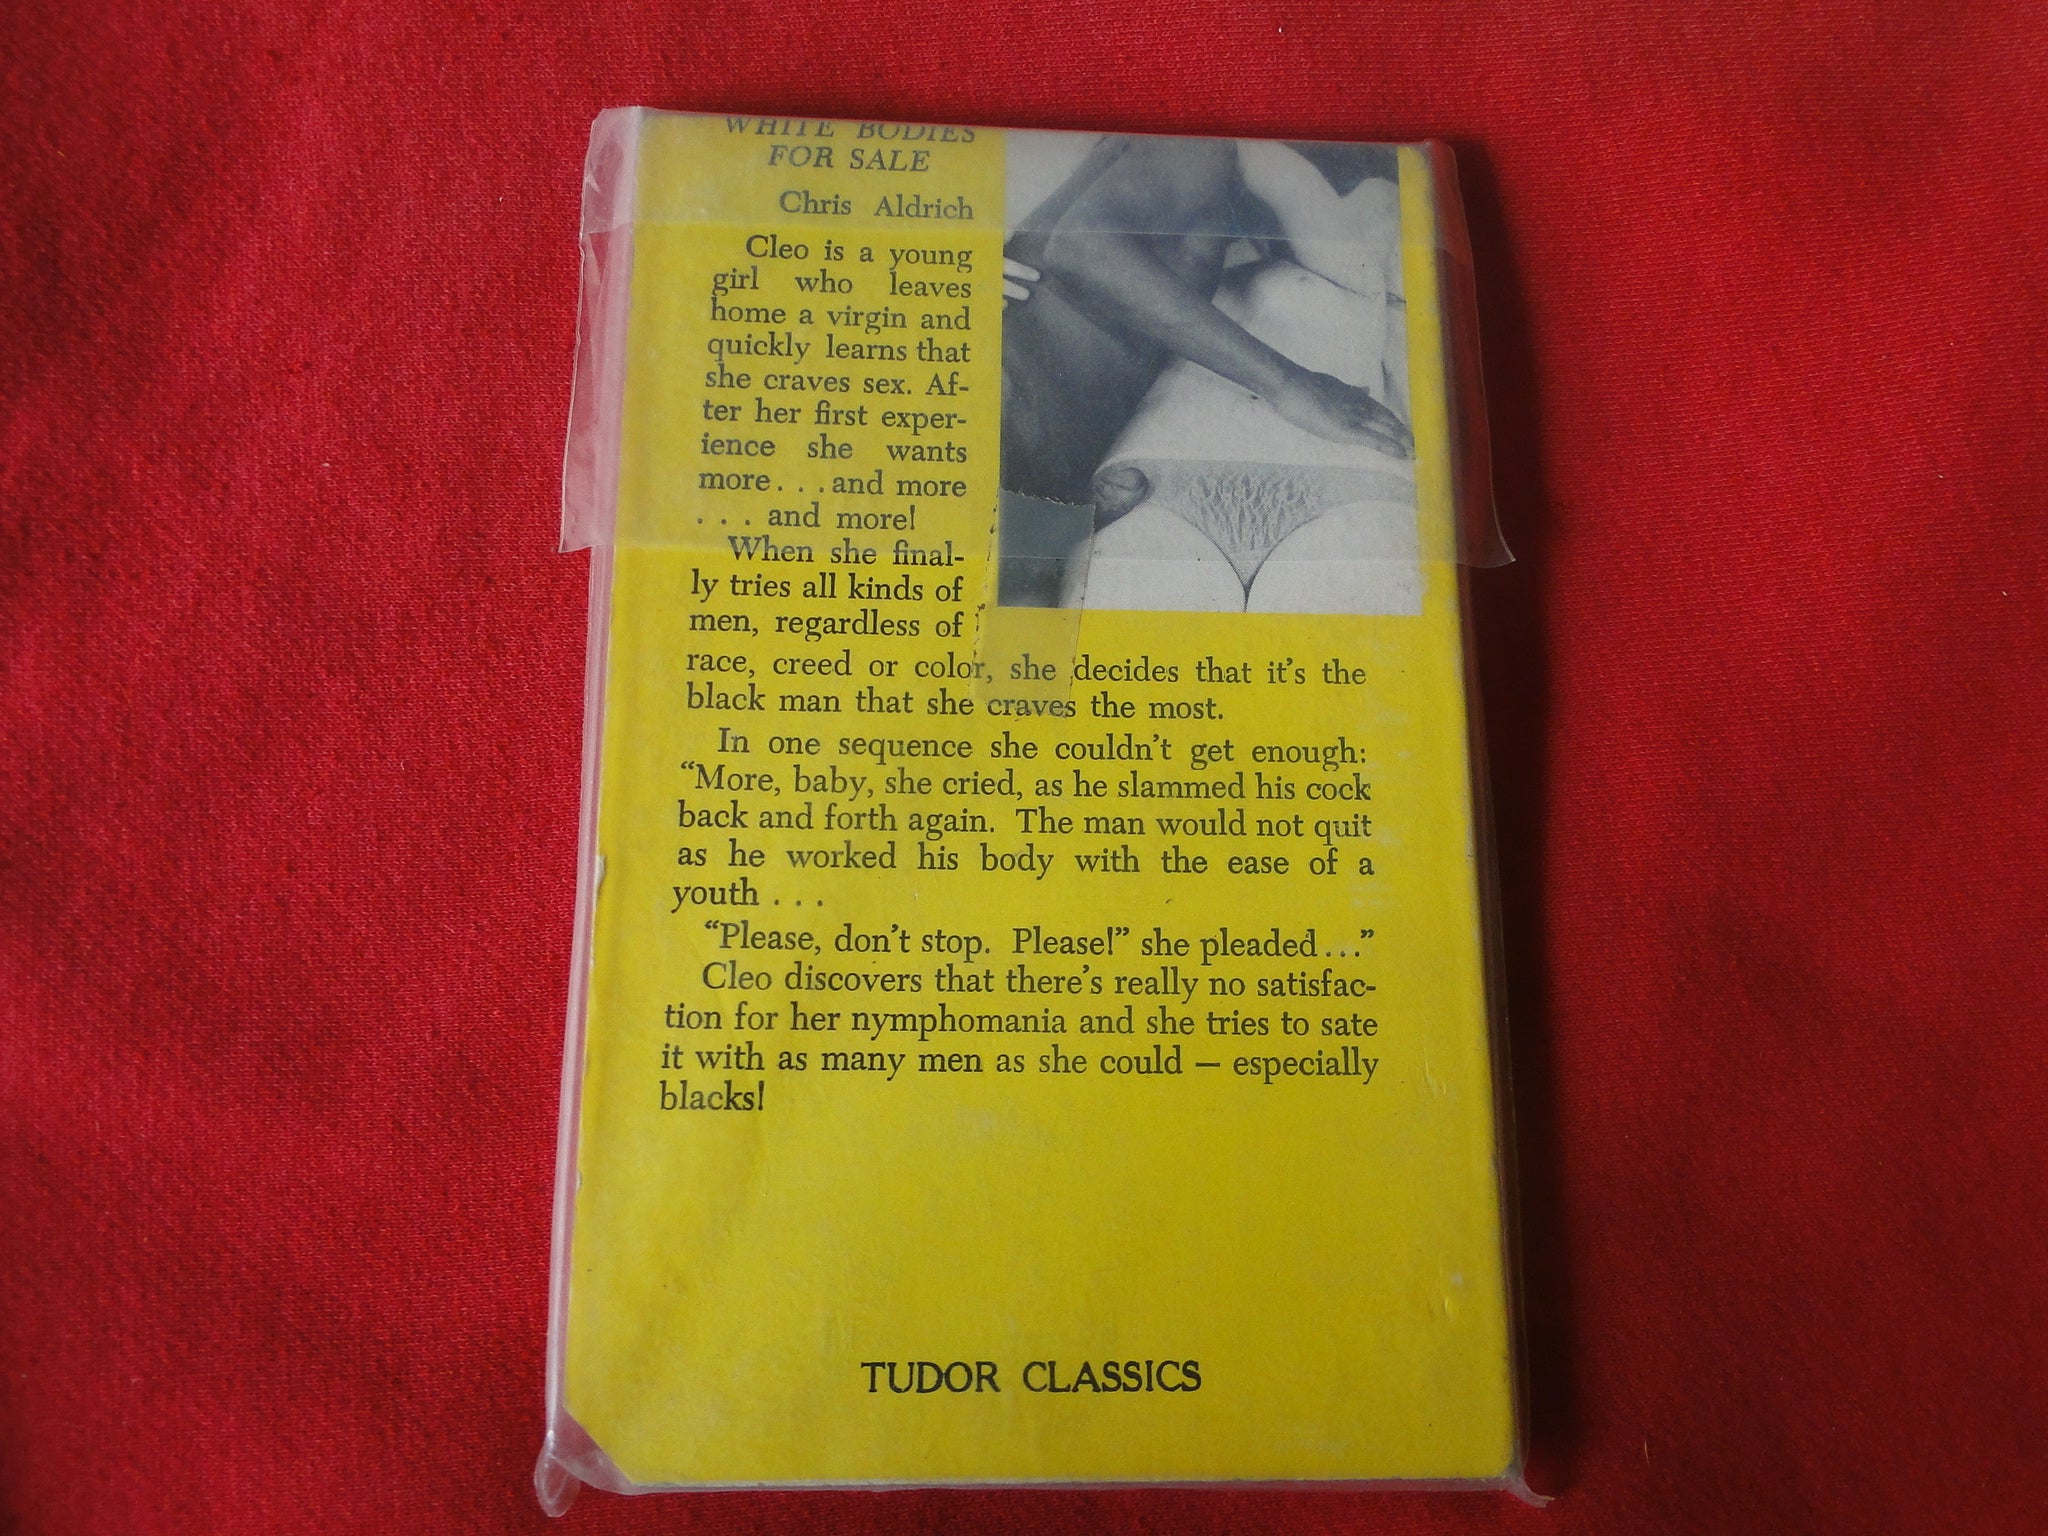 WHITE BODIES
FOR SALE
Chris Aldrich
Cleo is a young
girl who leaves
home a virgin and
quickly learns that
she craves sex. Af-
ter her first exper-
ience she wants
more. . .and more
. . . and more!
When she final-
ly tries all kinds of
men, regardless of
race, creed or color, she decides that it's the
black man that she craves the most.
In one sequence she couldn't get enough:
"More, baby, she cried, as he slammed his cock
back and forth again. The man would not quit
as he worked his body with the ease of a
youth . . .
"Please, don't stop. Please!" she pleaded . . ."
Cleo discovers that there's really no satisfac-
tion for her nymphomania and she tries to sate
it with as many men as she could — especially
blacks!
TUDOR CLASSICS